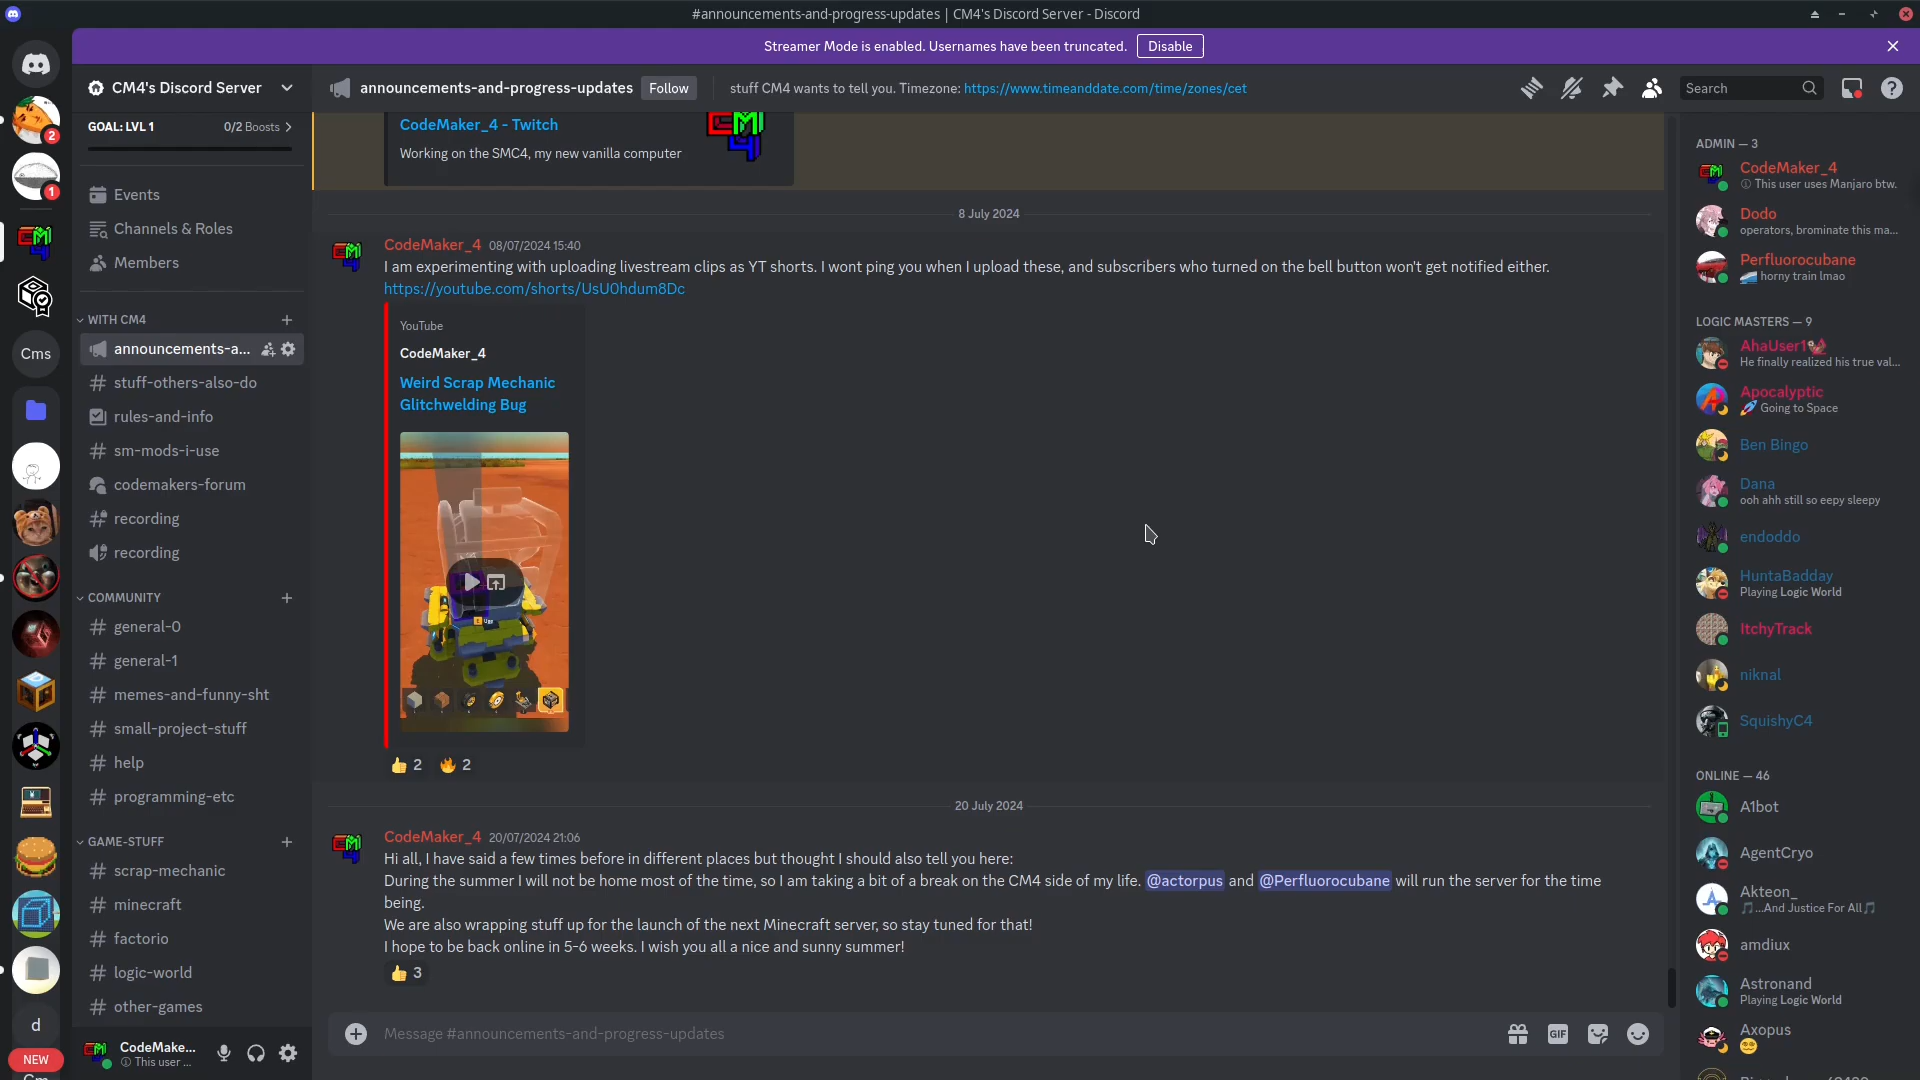 #announcements-and-progress-updates | CM4's Discord Server - Discord
Streamer Mode is enabled. Usernames have been truncated.
Disable
CM4's Discord Server
announcements-and-progress-updates
Follow
stuff CM4 wants to tell you. Timezone: https://www.timeanddate.com/time/zones/cet
Search
2
1
Cms
d
NEW
GOAL: LVL 1
0/2 Boosts
Events
Channels & Roles
Members
WITH CM4
announcements-a...
stuff-others-also-do
rules-and-info
sm-mods-i-use
codemakers-forum
recording
recording
COMMUNITY
general-0
general-1
memes-and-funny-sht
small-project-stuff
help
programming-etc
GAME-STUFF
scrap-mechanic
minecraft
factorio
logic-world
other-games
CodeMake...
This user ...
CodeMaker_4 - Twitch
Working on the SMC4, my new vanilla computer
8 July 2024
CodeMaker_4 08/07/2024 15:40
I am experimenting with uploading livestream clips as YT shorts. I wont ping you when I upload these, and subscribers who turned on the bell button won't get notified either.
https://youtube.com/shorts/UsU0hdum8Dc
YouTube
CodeMaker_4
Weird Scrap Mechanic
Glitchwelding Bug
E Use
👍 2 🔥 2
20 July 2024
CodeMaker_4 20/07/2024 21:06
Hi all, I have said a few times before in different places but thought I should also tell you here:
During the summer I will not be home most of the time, so I am taking a bit of a break on the CM4 side of my life. @actorpus and @Perfluorocubane will run the server for the time
being.
We are also wrapping stuff up for the launch of the next Minecraft server, so stay tuned for that!
I hope to be back online in 5-6 weeks. I wish you all a nice and sunny summer!
👍 3
Message #announcements-and-progress-updates
GIF
ADMIN — 3
CodeMaker_4
This user uses Manjaro btw.
Dodo
operators, brominate this ma...
Perfluorocubane
🚄 horny train lmao
LOGIC MASTERS — 9
AhaUser1
He finally realized his true val...
Apocalyptic
🚀 Going to Space
Ben Bingo
Dana
ooh ahh still so eepy sleepy
endoddo
HuntaBadday
Playing Logic World
ItchyTrack
niknal
SquishyC4
ONLINE — 46
A1bot
AgentCryo
Akteon_
🎵...And Justice For All🎵
amdiux
Astronand
Playing Logic World
Axopus